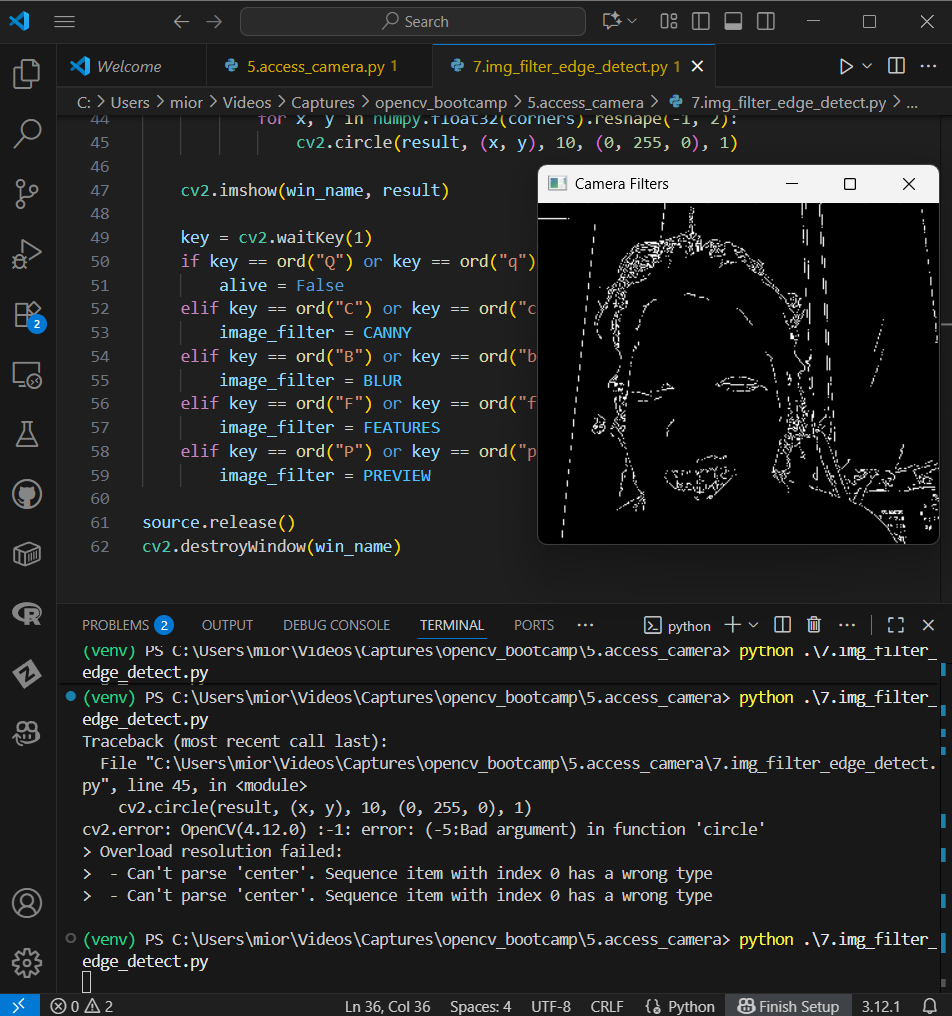 Search
Welcome
5.access_camera.py 1
7.img_filter_edge_detect.py 1
C: > Users > mior > Videos > Captures > opencv_bootcamp > 5.access_camera > 7.img_filter_edge_detect.py > ...
44 for x, y in numpy.float32(corners).reshape(-1, 2):
45 cv2.circle(result, (x, y), 10, (0, 255, 0), 1)
46
47 cv2.imshow(win_name, result)
48
49 key = cv2.waitKey(1)
50 if key == ord("Q") or key == ord("q")
51 alive = False
52 elif key == ord("C") or key == ord("c
53 image_filter = CANNY
54 elif key == ord("B") or key == ord("b
55 image_filter = BLUR
56 elif key == ord("F") or key == ord("f
57 image_filter = FEATURES
58 elif key == ord("P") or key == ord("p
59 image_filter = PREVIEW
60
61 source.release()
62 cv2.destroyWindow(win_name)
Camera Filters
2
PROBLEMS 2 OUTPUT DEBUG CONSOLE TERMINAL PORTS ... python
(venv) PS C:\Users\mior\Videos\Captures\opencv_bootcamp\5.access_camera> python .\7.img_filter_
edge_detect.py
(venv) PS C:\Users\mior\Videos\Captures\opencv_bootcamp\5.access_camera> python .\7.img_filter_
edge_detect.py
Traceback (most recent call last):
File "C:\Users\mior\Videos\Captures\opencv_bootcamp\5.access_camera\7.img_filter_edge_detect.
py", line 45, in <module>
cv2.circle(result, (x, y), 10, (0, 255, 0), 1)
cv2.error: OpenCV(4.12.0) :-1: error: (-5:Bad argument) in function 'circle'
> Overload resolution failed:
>  - Can't parse 'center'. Sequence item with index 0 has a wrong type
>  - Can't parse 'center'. Sequence item with index 0 has a wrong type
(venv) PS C:\Users\mior\Videos\Captures\opencv_bootcamp\5.access_camera> python .\7.img_filter_
edge_detect.py
0 2 Ln 36, Col 36 Spaces: 4 UTF-8 CRLF {} Python Finish Setup 3.12.1